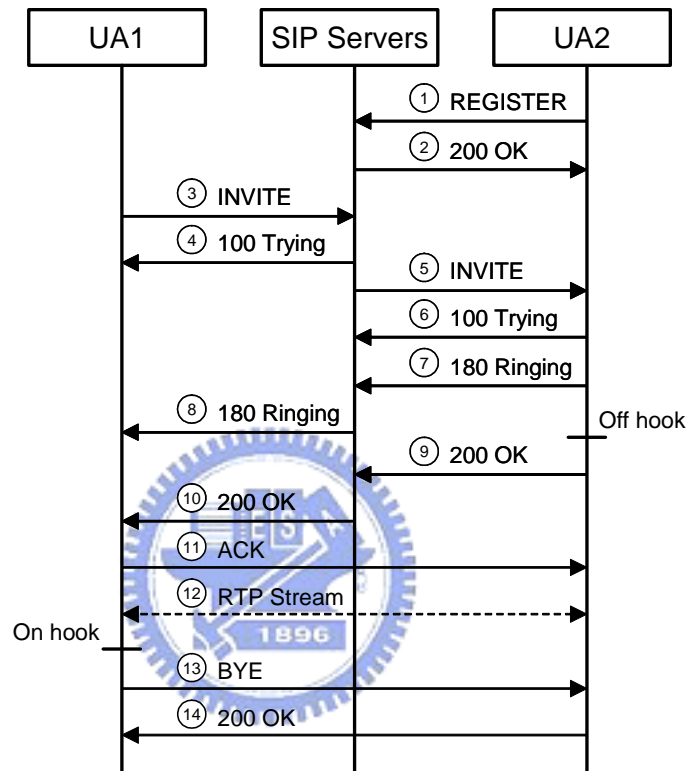 UA1 SIP Servers UA2
1 REGISTER
2 200 OK
3 INVITE
4 100 Trying
5 INVITE
6 100 Trying
7 180 Ringing
8 180 Ringing
Off hook
9 200 OK
10 200 OK
ES
11 ACK
12 RTP Stream
On hook
1896
13 BYE
14 200 OK